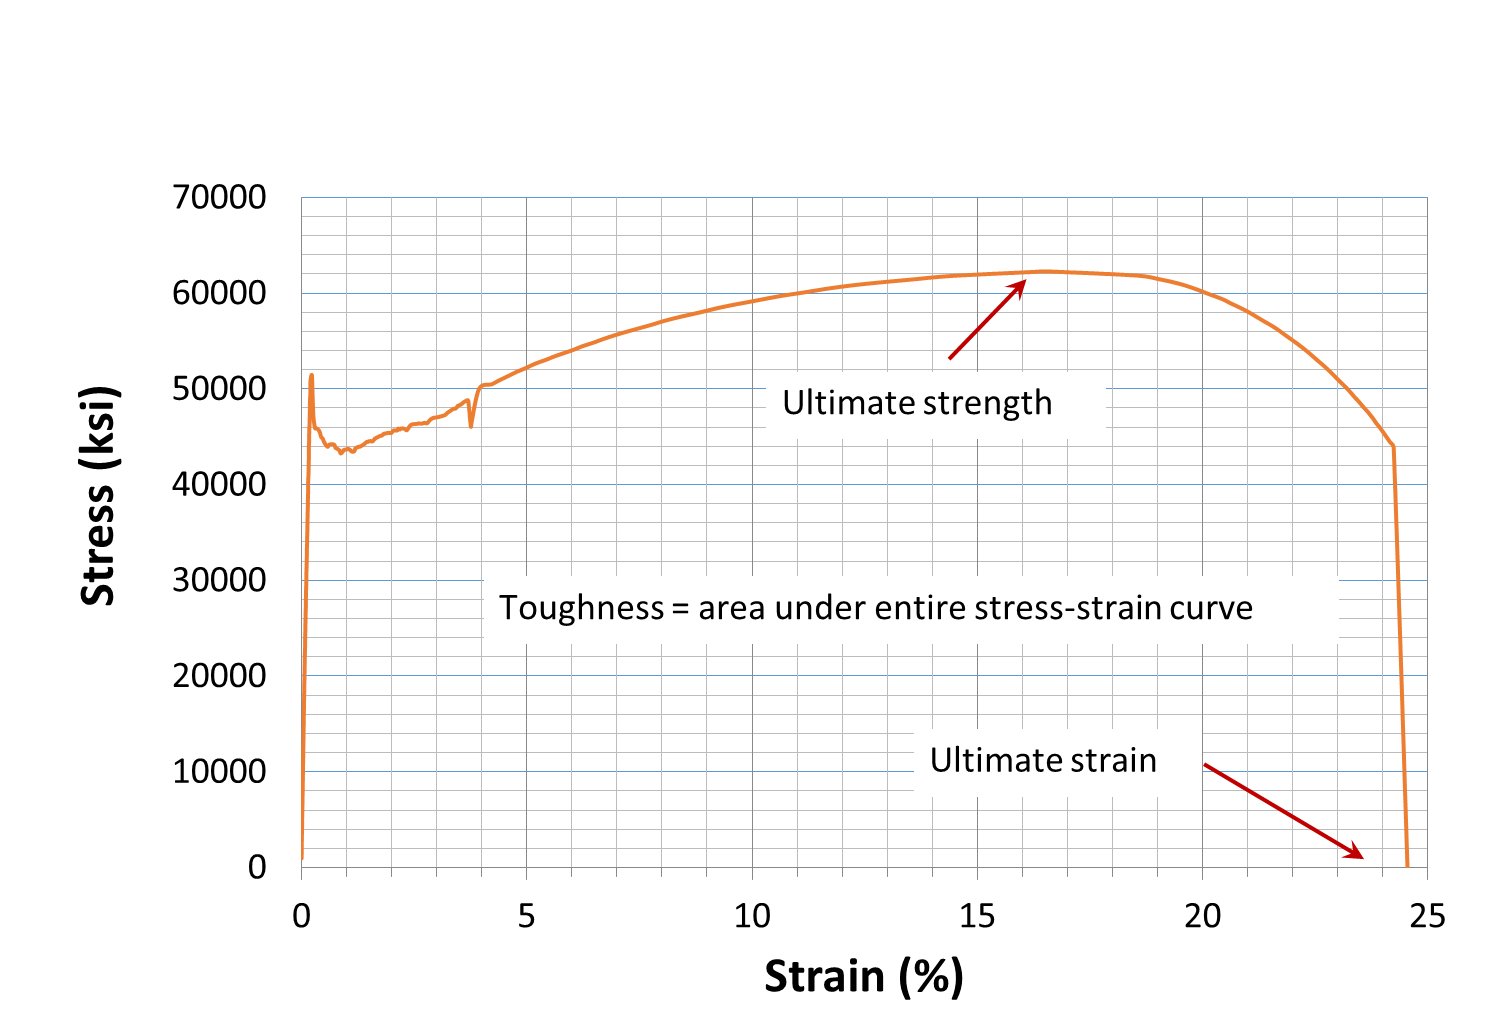 70000
60000
50000
40000
30000
20000
10000
0
Stress (ksi)
Ultimate strength
Toughness = area under entire stress-strain curve
Ultimate strain
0 5 10 15 20 25
Strain (%)